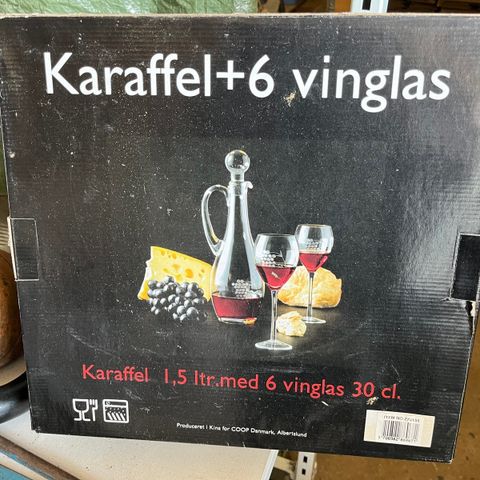 Karaffel+6 vinglas
Karaffel 1,5 ltr.med 6 vinglas 30 cl.
Produceret i Kina for COOP Danmark, Albertslund